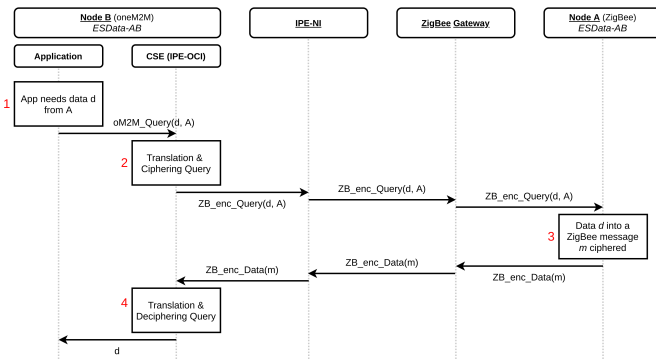 Node B (oneM2M)
ESData-AB
IPE-NI
ZigBee Gateway
Node A (ZigBee)
ESData-AB
Application
CSE (IPE-OCI)
1
App needs data d
from A
oM2M_Query(d, A)
2
Translation &
Ciphering Query
ZB_enc_Query(d, A)
ZB_enc_Query(d, A)
ZB_enc_Query(d, A)
3
Data d into a
ZigBee message
m ciphered
ZB_enc_Data(m)
ZB_enc_Data(m)
ZB_enc_Data(m)
4
Translation &
Deciphering Query
d